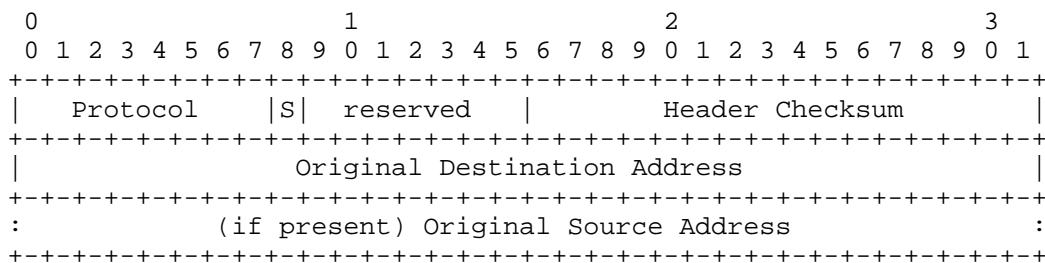 0                   1                   2                   3
 0 1 2 3 4 5 6 7 8 9 0 1 2 3 4 5 6 7 8 9 0 1 2 3 4 5 6 7 8 9 0 1
+-+-+-+-+-+-+-+-+-+-+-+-+-+-+-+-+-+-+-+-+-+-+-+-+-+-+-+-+-+-+-+-+
|   Protocol    |S|  reserved   |        Header Checksum        |
+-+-+-+-+-+-+-+-+-+-+-+-+-+-+-+-+-+-+-+-+-+-+-+-+-+-+-+-+-+-+-+-+
|                 Original Destination Address                  |
+-+-+-+-+-+-+-+-+-+-+-+-+-+-+-+-+-+-+-+-+-+-+-+-+-+-+-+-+-+-+-+-+
:            (if present) Original Source Address               :
+-+-+-+-+-+-+-+-+-+-+-+-+-+-+-+-+-+-+-+-+-+-+-+-+-+-+-+-+-+-+-+-+